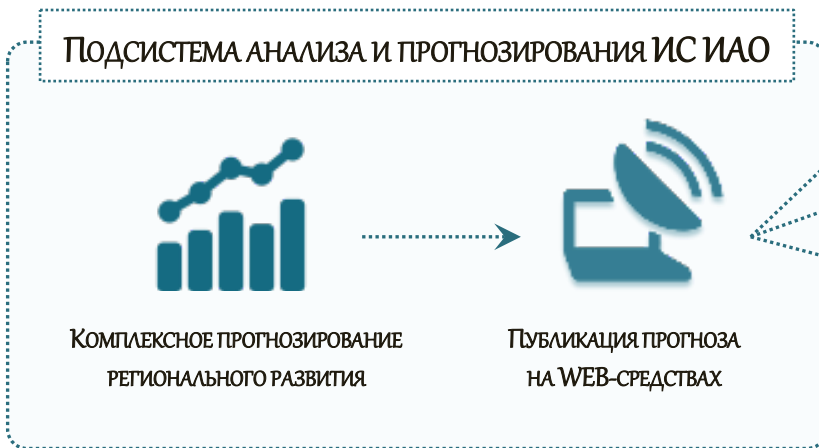 Подсистема анализа и прогнозирования ИС ИАО
Комплексное прогнозирование
регионального развития
Публикация прогноза
на WEB-средствах